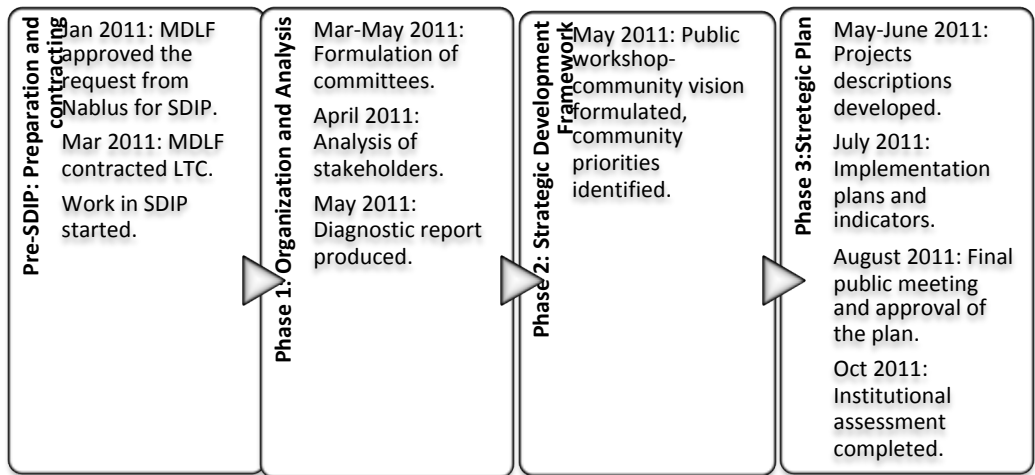 Pre-SDIP: Preparation and
contracting
Jan 2011: MDLF
approved the
request from
Nablus for SDIP.
Mar 2011: MDLF
contracted LTC.
Work in SDIP
started.
Phase 1: Organization and Analysis
Mar-May 2011:
Formulation of
committees.
April 2011:
Analysis of
stakeholders.
May 2011:
Diagnostic report
produced.
Phase 2: Strategic Development
Framework
May 2011: Public
workshop-
community vision
formulated,
community
priorities
identified.
Phase 3:Stretegic Plan
May-June 2011:
Projects
descriptions
developed.
July 2011:
Implementation
plans and
indicators.
August 2011: Final
public meeting
and approval of
the plan.
Oct 2011:
Institutional
assessment
completed.